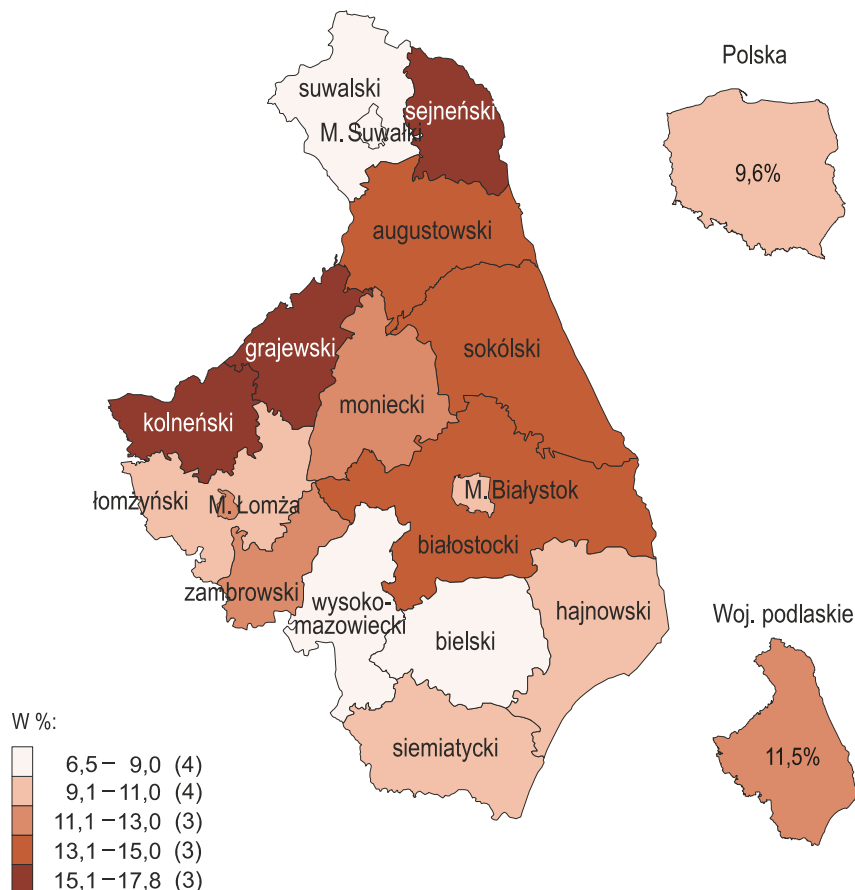 Polska
suwalski
sejneński
M. Suwałki
9,6%
augustowski
grajewski
sokólski
moniecki
kolneński
łomżyński
M. Łomża
M. Białystok
białostocki
zambrowski
wysoko-
mazowiecki
hajnowski
bielski
Woj. podlaskie
siemiatycki
11,5%
W %:
6,5 – 9,0 (4)
9,1 – 11,0 (4)
11,1 – 13,0 (3)
13,1 – 15,0 (3)
15,1 – 17,8 (3)